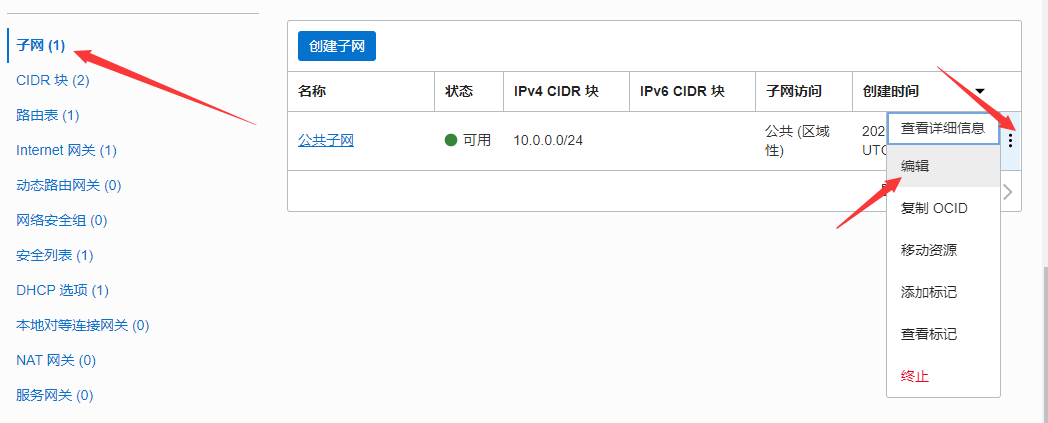 子网 (1)
CIDR 块 (2)
路由表 (1)
Internet 网关 (1)
动态路由网关 (0)
网络安全组 (0)
安全列表 (1)
DHCP 选项 (1)
本地对等连接网关 (0)
NAT 网关 (0)
服务网关 (0)
创建子网
名称 状态 IPv4 CIDR 块 IPv6 CIDR 块 子网访问 创建时间
公共子网 可用 10.0.0.0/24 公共 (区域
性)
202
UTC
查看详细信息
编辑
复制 OCID
移动资源
添加标记
查看标记
终止